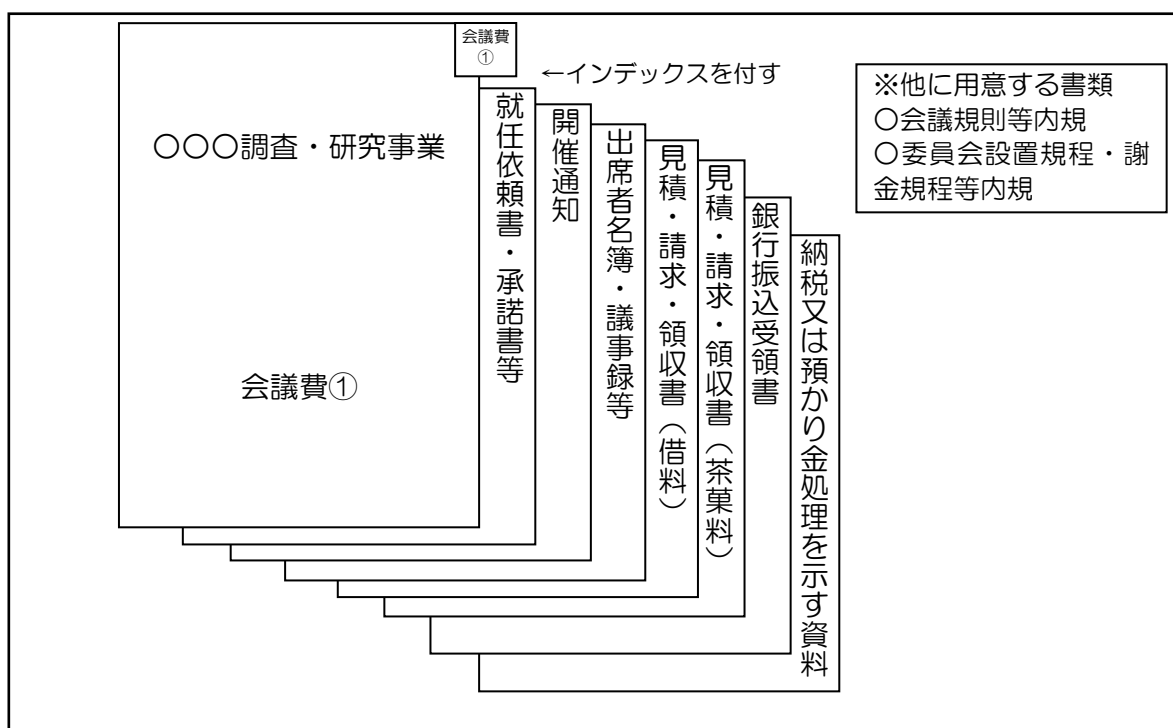 会議費
①
←インデックスを付す
〇〇〇調査・研究事業
会議費①
就任依頼書・承諾書等
開催通知
出席者名簿・議事録等
見積・請求・領収書（借料）
見積・請求・領収書（茶菓料）
銀行振込受領書
納税又は預かり金処理を示す資料
※他に用意する書類
〇会議規則等内規
〇委員会設置規程・謝
金規程等内規